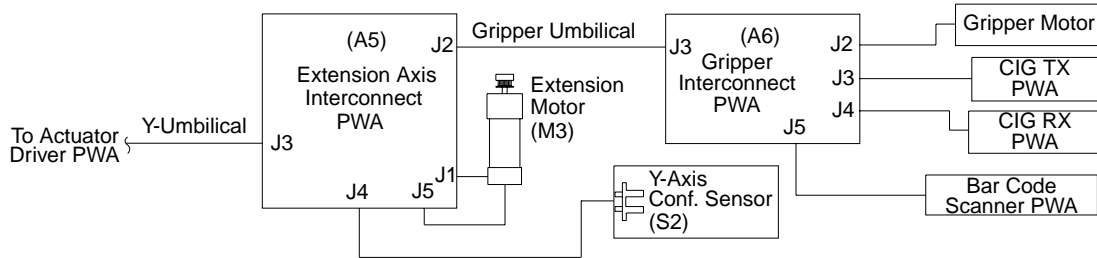 To Actuator
Driver PWA
Y-Umbilical
J3
(A5)
Extension Axis
Interconnect
PWA
J2
J1
J4
J5
Gripper Umbilical
Extension
Motor
(M3)
Y-Axis
Conf. Sensor
(S2)
J3
(A6)
Gripper
Interconnect
PWA
J2
J3
J4
J5
Gripper Motor
CIG TX
PWA
CIG RX
PWA
Bar Code
Scanner PWA